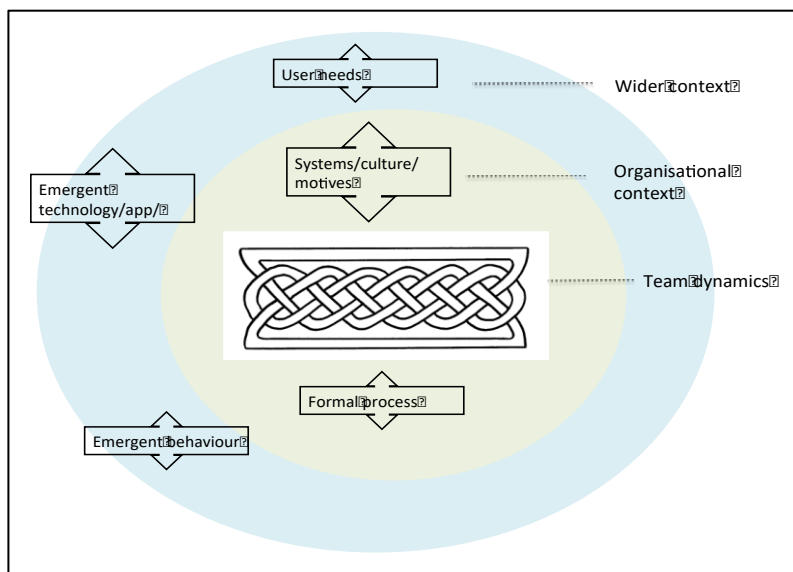 User needs
Wider context
Systems/culture/
motives
Organisational
context
Emergent
technology/app/
Team dynamics
Formal process
Emergent behaviour